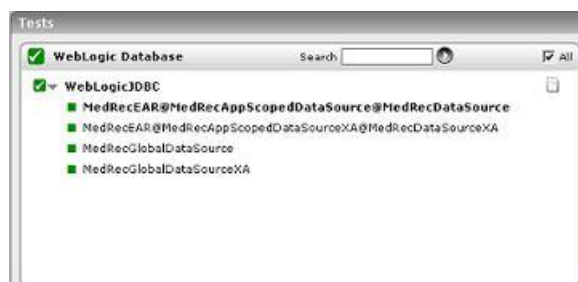 Tests
WebLogic Database Search All
WebLogicJDBC
MedRecEAR@MedRecAppScopedDataSource@MedRecDataSource
MedRecEAR@MedRecAppScopedDataSourceXA@MedRecDataSourceXA
MedRecGlobalDataSource
MedRecGlobalDataSourceXA